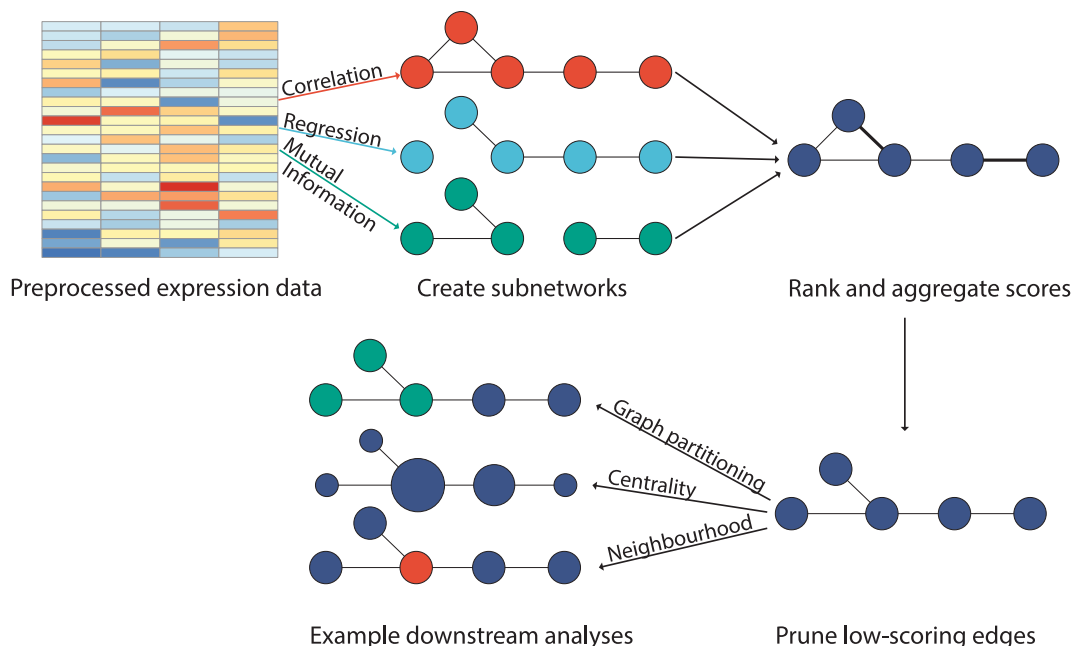 Correlation
Regression
Mutual
Information
Preprocessed expression data
Create subnetworks
Rank and aggregate scores
Graph partitioning
Centrality
Neighbourhood
Example downstream analyses
Prune low-scoring edges